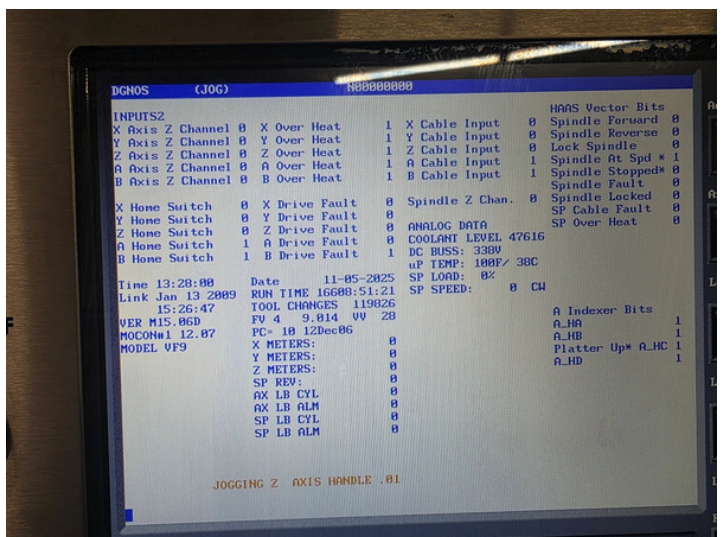 DGNOS (JOG) N00000000
INPUTS2
X Axis Z Channel 0 X Over Heat 1 X Cable Input 0
Y Axis Z Channel 0 Y Over Heat 1 Y Cable Input 0
Z Axis Z Channel 0 Z Over Heat 1 Z Cable Input 0
A Axis Z Channel 0 A Over Heat 1 A Cable Input 1
B Axis Z Channel 0 B Over Heat 1 B Cable Input 1
HAAS Vector Bits
Spindle Forward 0
Spindle Reverse 0
Lock Spindle 0
Spindle At Spd * 1
Spindle Stopped* 0
Spindle Fault 0
Spindle Locked 0
SP Cable Fault 0
SP Over Heat 0
X Home Switch 0 X Drive Fault 0 Spindle Z Chan. 0
Y Home Switch 0 Y Drive Fault 0
Z Home Switch 0 Z Drive Fault 0
A Home Switch 1 A Drive Fault 0
B Home Switch 1 B Drive Fault 1
ANALOG DATA
COOLANT LEVEL 47616
DC BUSS: 338V
uP TEMP: 100F/ 38C
SP LOAD: 0%
SP SPEED: 0 CW
Time 13:28:00
Link Jan 13 2009
15:26:47
VER M15.06D
MOCON#1 12.07
MODEL VF9
Date 11-05-2025
RUN TIME 16608:51:21
TOOL CHANGES 119826
FV 4 9.014 VV 28
PC= 10 12Dec06
X METERS: 0
Y METERS: 0
Z METERS: 0
SP REV: 0
AX LB CYL 0
AX LB ALM 0
SP LB CYL 0
SP LB ALM 0
A Indexer Bits
A_HA 1
A_HB 1
Platter Up* A_HC 1
A_HD 1
JOGGING Z AXIS HANDLE .01